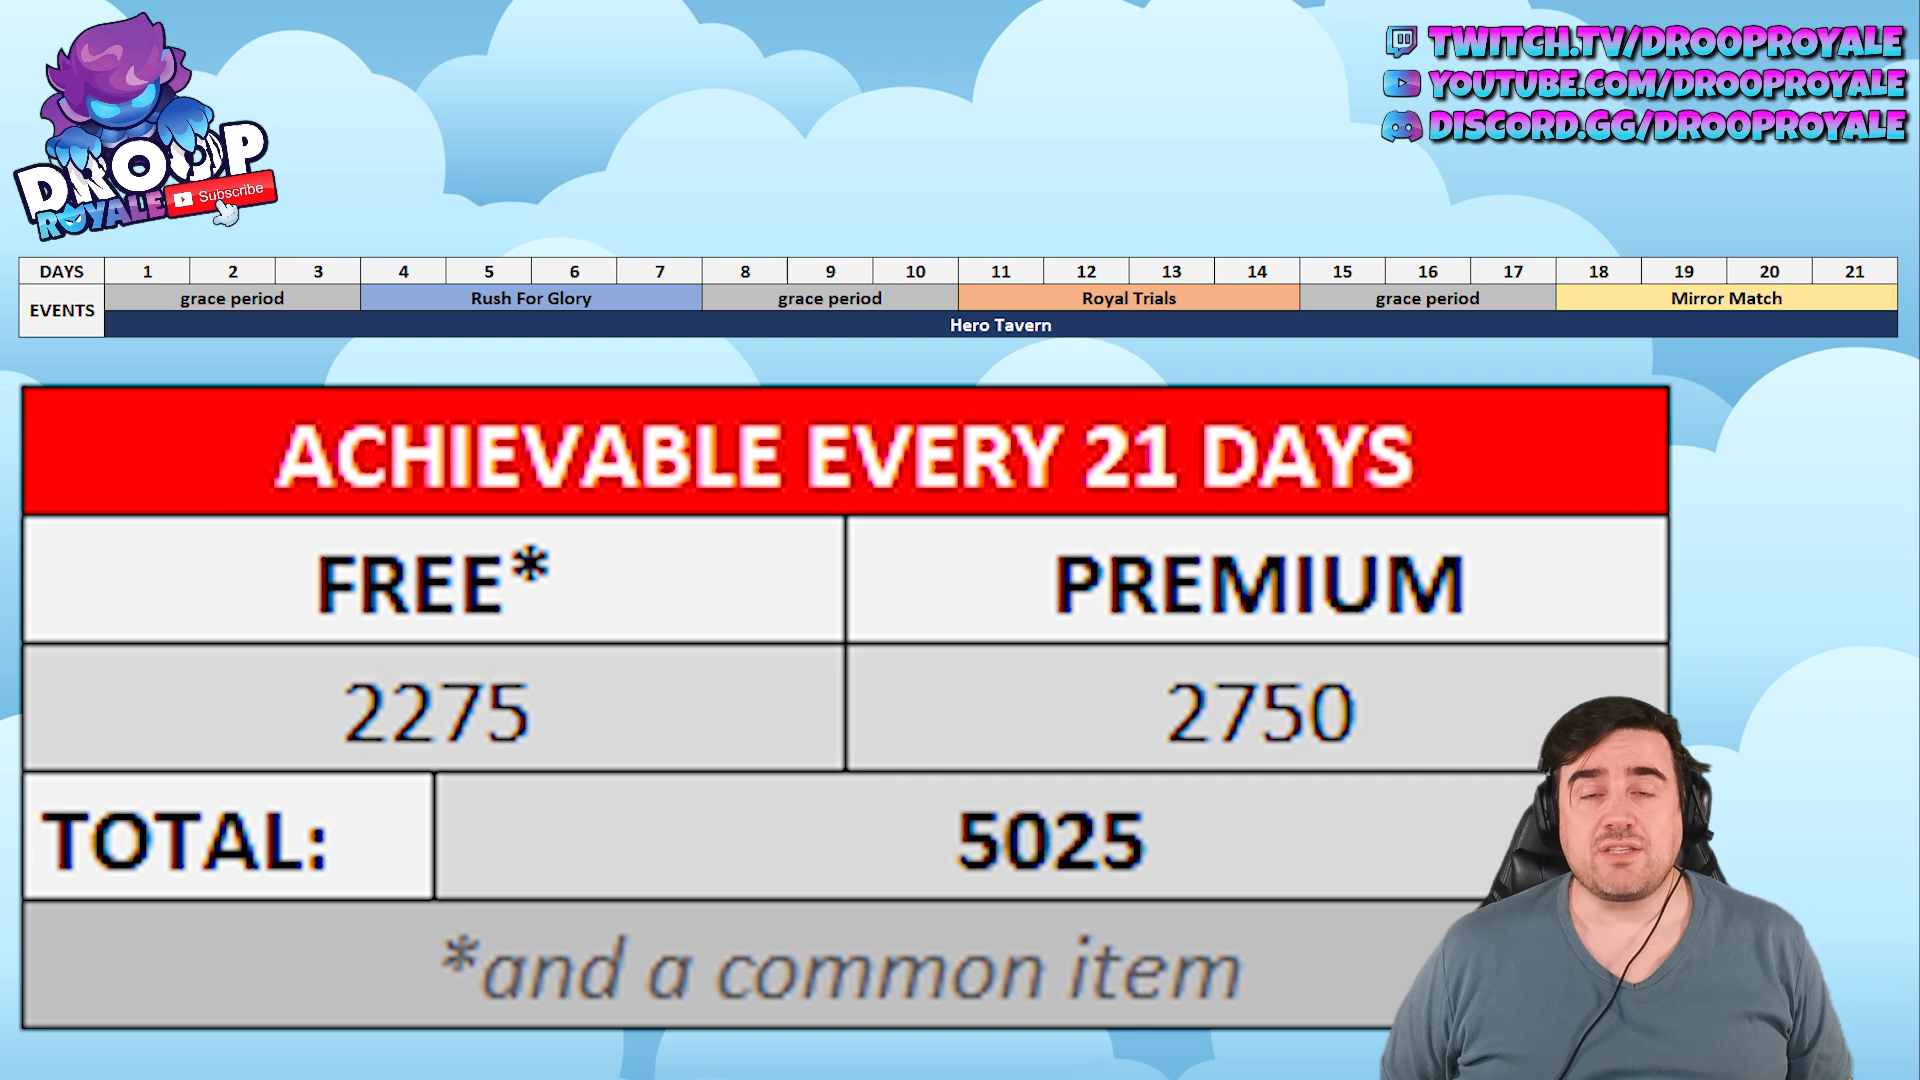 DROOP
ROYALE
Subscribe
TWITCH.TV/DROOPROYALE
YOUTUBE.COM/DROOPROYALE
DISCORD.GG/DROOPROYALE
DAYS 1 2 3 4 5 6 7 8 9 10 11 12 13 14 15 16 17 18 19 20 21
EVENTS
grace period Rush For Glory grace period Royal Trials grace period Mirror Match
Hero Tavern
ACHIEVABLE EVERY 21 DAYS
FREE* PREMIUM
2275 2750
TOTAL: 5025
*and a common item